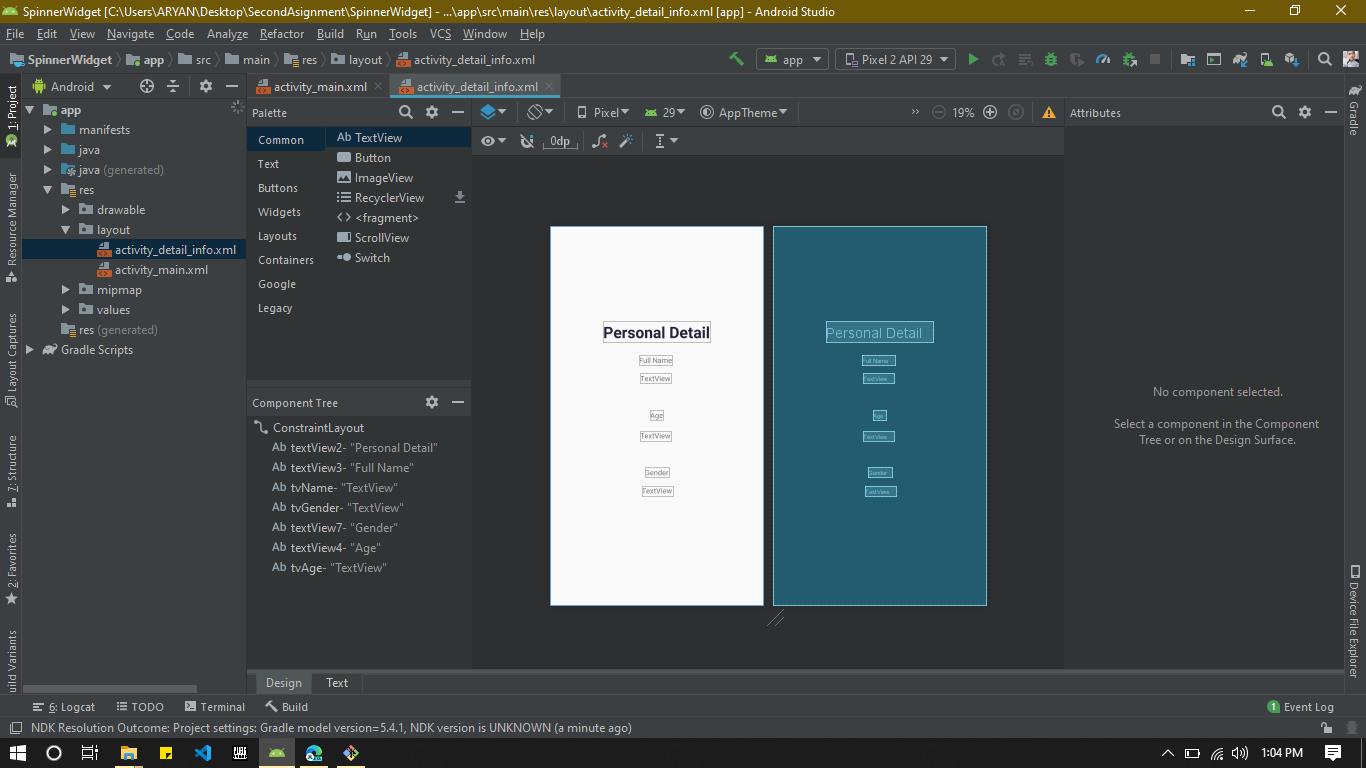 SpinnerWidget [C:\Users\ARYAN\Desktop\SecondAsignment\SpinnerWidget] - ...\app\src\main\res\layout\activity_detail_info.xml [app] - Android Studio
File Edit View Navigate Code Analyze Refactor Build Run Tools VCS Window Help
SpinnerWidget app src main res layout activity_detail_info.xml app Pixel 2 API 29
1: Project
Resource Manager
Layout Captures
7: Structure
2: Favorites
uild Variants
Android
app
manifests
java
java (generated)
res
drawable
layout
activity_detail_info.xml
activity_main.xml
mipmap
values
res (generated)
Gradle Scripts
activity_main.xml activity_detail_info.xml
Palette
Common
Text
Buttons
Widgets
Layouts
Containers
Google
Legacy
Ab TextView
Button
ImageView
RecyclerView
<fragment>
ScrollView
Switch
Component Tree
ConstraintLayout
Ab textView2- "Personal Detail"
Ab textView3- "Full Name"
Ab tvName- "TextView"
Ab tvGender- "TextView"
Ab textView7- "Gender"
Ab textView4- "Age"
Ab tvAge- "TextView"
Pixel 29 AppTheme 19%
0dp
Personal Detail
Full Name
TextView
Age
TextView
Gender
TextView
Personal Detail
Full Name
TextView
Age
TextView
Gender
TextView
Attributes
No component selected.
Select a component in the Component
Tree or on the Design Surface.
Gradle
Device File Explorer
Design Text
6: Logcat TODO Terminal Build 1 Event Log
NDK Resolution Outcome: Project settings: Gradle model version=5.4.1, NDK version is UNKNOWN (a minute ago)
1:04 PM